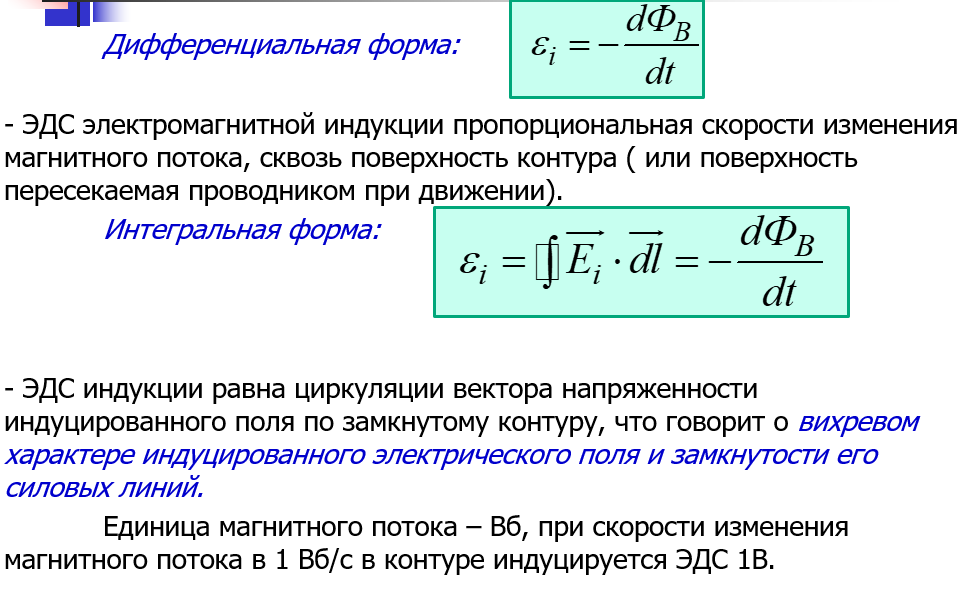 Дифференциальная форма: εᵢ = − dΦ_B / dt
- ЭДС электромагнитной индукции пропорциональная скорости изменения
магнитного потока, сквозь поверхность контура ( или поверхность
пересекаемая проводником при движении).
Интегральная форма: εᵢ = ∮ E⃗ᵢ · dl⃗ = − dΦ_B / dt
- ЭДС индукции равна циркуляции вектора напряженности
индуцированного поля по замкнутому контуру, что говорит о вихревом
характере индуцированного электрического поля и замкнутости его
силовых линий.
Единица магнитного потока – Вб, при скорости изменения
магнитного потока в 1 Вб/с в контуре индуцируется ЭДС 1В.